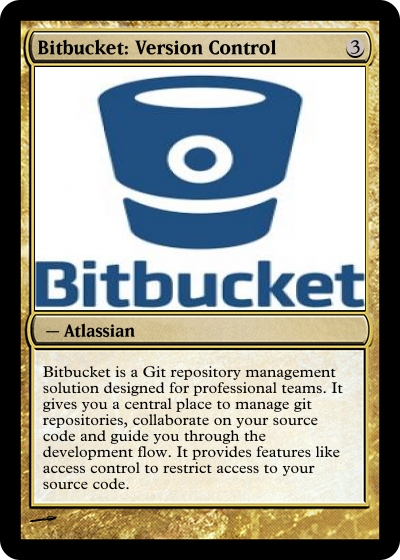 Bitbucket: Version Control 3
Bitbucket
— Atlassian
Bitbucket is a Git repository management
solution designed for professional teams. It
gives you a central place to manage git
repositories, collaborate on your source
code and guide you through the
development flow. It provides features like
access control to restrict access to your
source code.